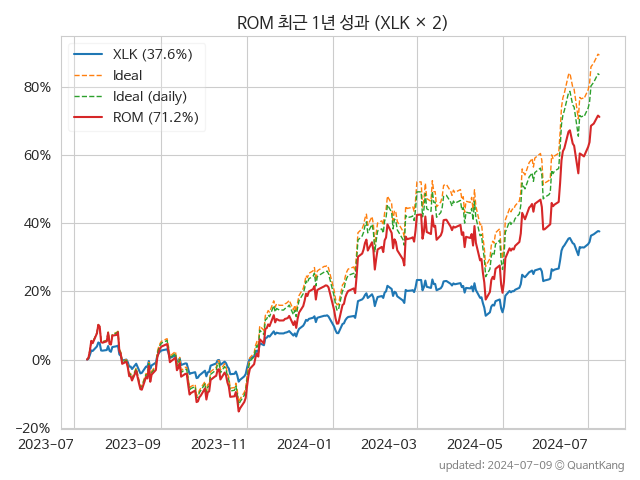 ROM 최근 1년 성과 (XLK × 2)
XLK (37.6%)
Ideal
Ideal (daily)
ROM (71.2%)
80%
60%
40%
20%
0%
−20%
2023-07
2023-09
2023-11
2024-01
2024-03
2024-05
2024-07
updated: 2024-07-09 © QuantKang